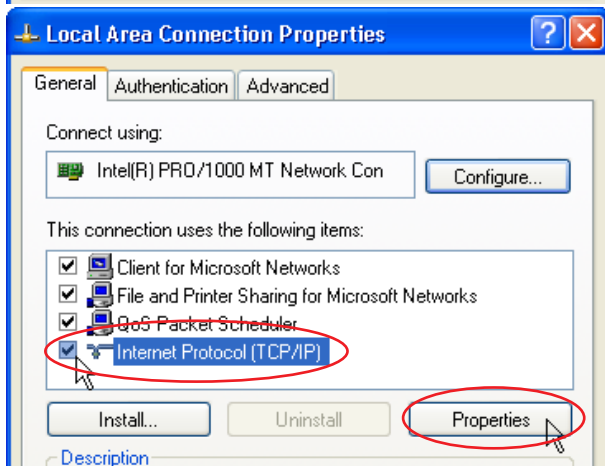 Local Area Connection Properties
General Authentication Advanced
Connect using:
Intel(R) PRO/1000 MT Network Con
Configure...
This connection uses the following items:
Client for Microsoft Networks
File and Printer Sharing for Microsoft Networks
QoS Packet Scheduler
Internet Protocol (TCP/IP)
Install... Uninstall Properties
Description